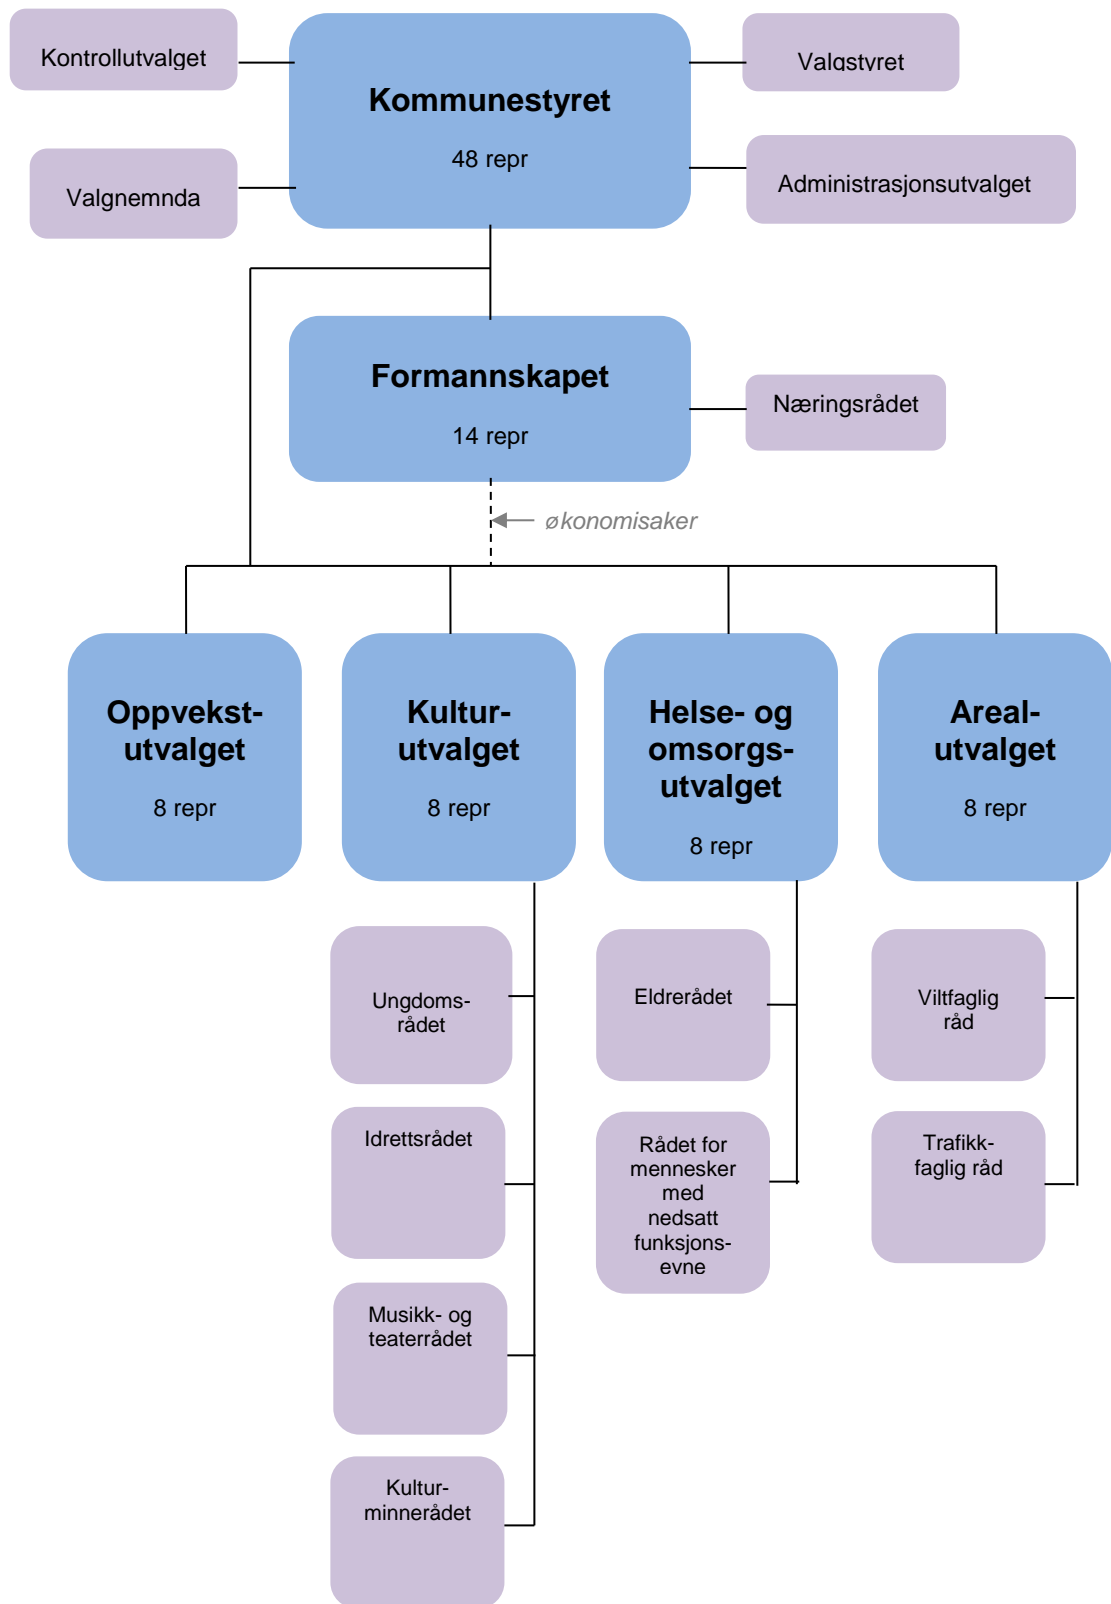 Kontrollutvalget
Valgstyret
Kommunestyret
48 repr
Valgnemnda
Administrasjonsutvalget
Formannskapet
14 repr
Næringsrådet
økonomisaker
Oppvekst-
utvalget
8 repr
Kultur-
utvalget
8 repr
Helse- og
omsorgs-
utvalget
8 repr
Areal-
utvalget
8 repr
Ungdoms-
rådet
Eldrerådet
Viltfaglig
råd
Idrettsrådet
Rådet for
mennesker
med
nedsatt
funksjons-
evne
Trafikk-
faglig råd
Musikk- og
teaterrådet
Kultur-
minnerådet